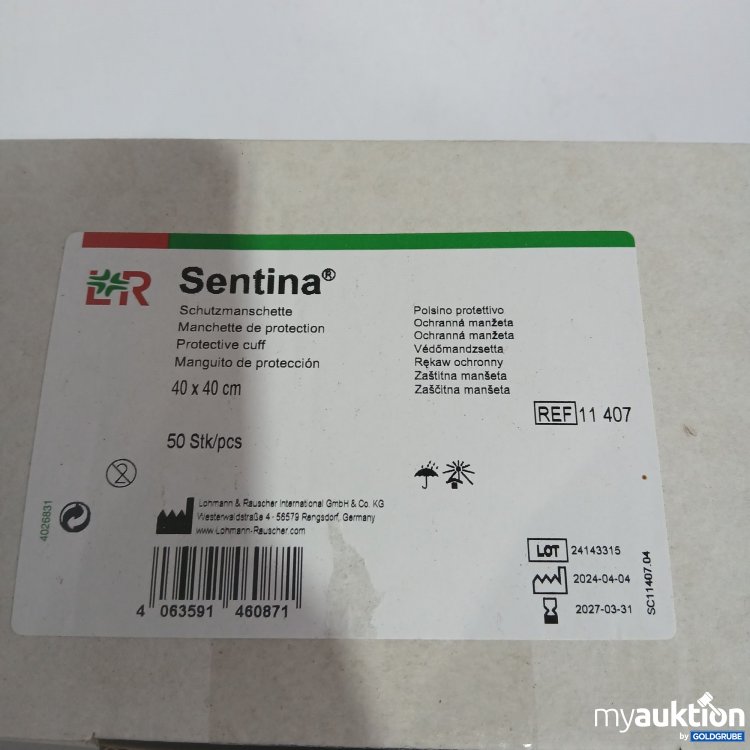 L&R
Sentina®
Schutzmanschette
Manchette de protection
Protective cuff
Manguito de protección
Polsino protettivo
Ochranná manžeta
Ochranná manžeta
Védőmandzsetta
Rękaw ochronny
Zaštitna manšeta
Zaščitna manšeta
40 x 40 cm
REF 11 407
50 Stk/pcs
2
4026831
Lohmann & Rauscher International GmbH & Co. KG
Westerwaldstraße 4 · 56579 Rengsdorf, Germany
www.Lohmann-Rauscher.com
4 063591 460871
LOT 24143315
2024-04-04
2027-03-31
SC11407.04
myauktion
by GOLDGRUBE